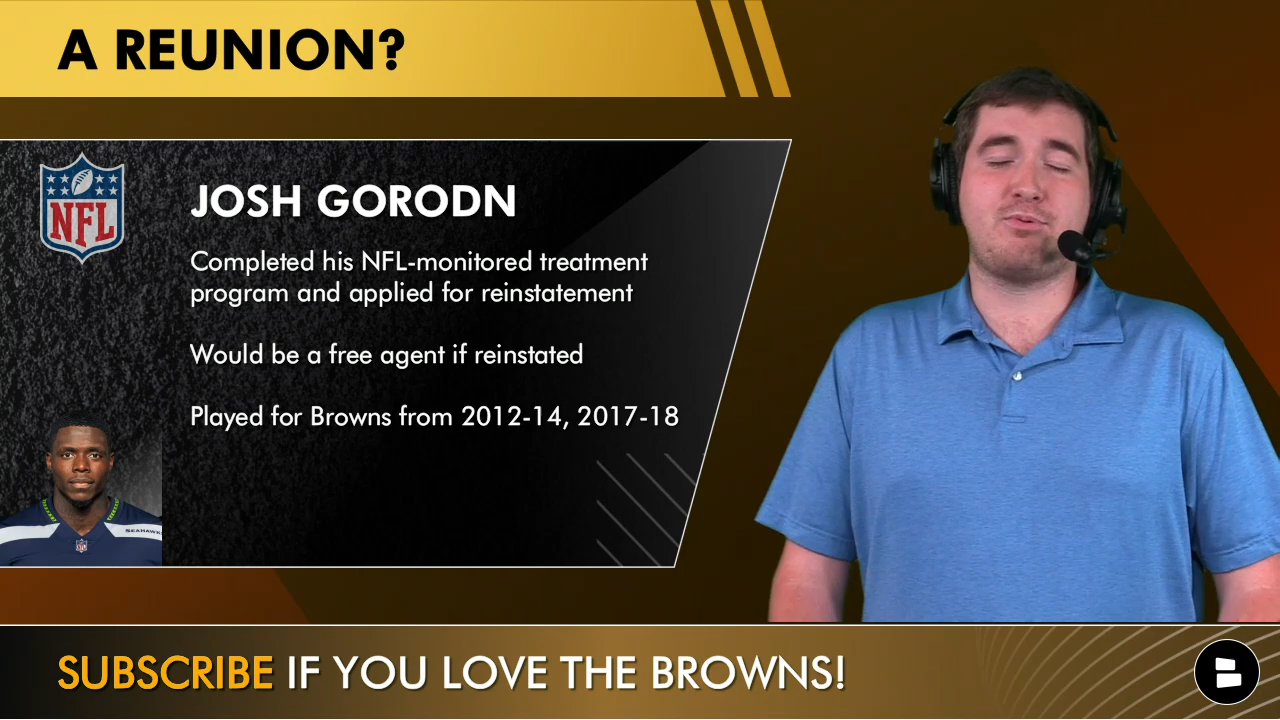 A REUNION?
NFL
JOSH GORODN
Completed his NFL-monitored treatment
program and applied for reinstatement
Would be a free agent if reinstated
Played for Browns from 2012-14, 2017-18
SEAHAWKS
SUBSCRIBE IF YOU LOVE THE BROWNS!